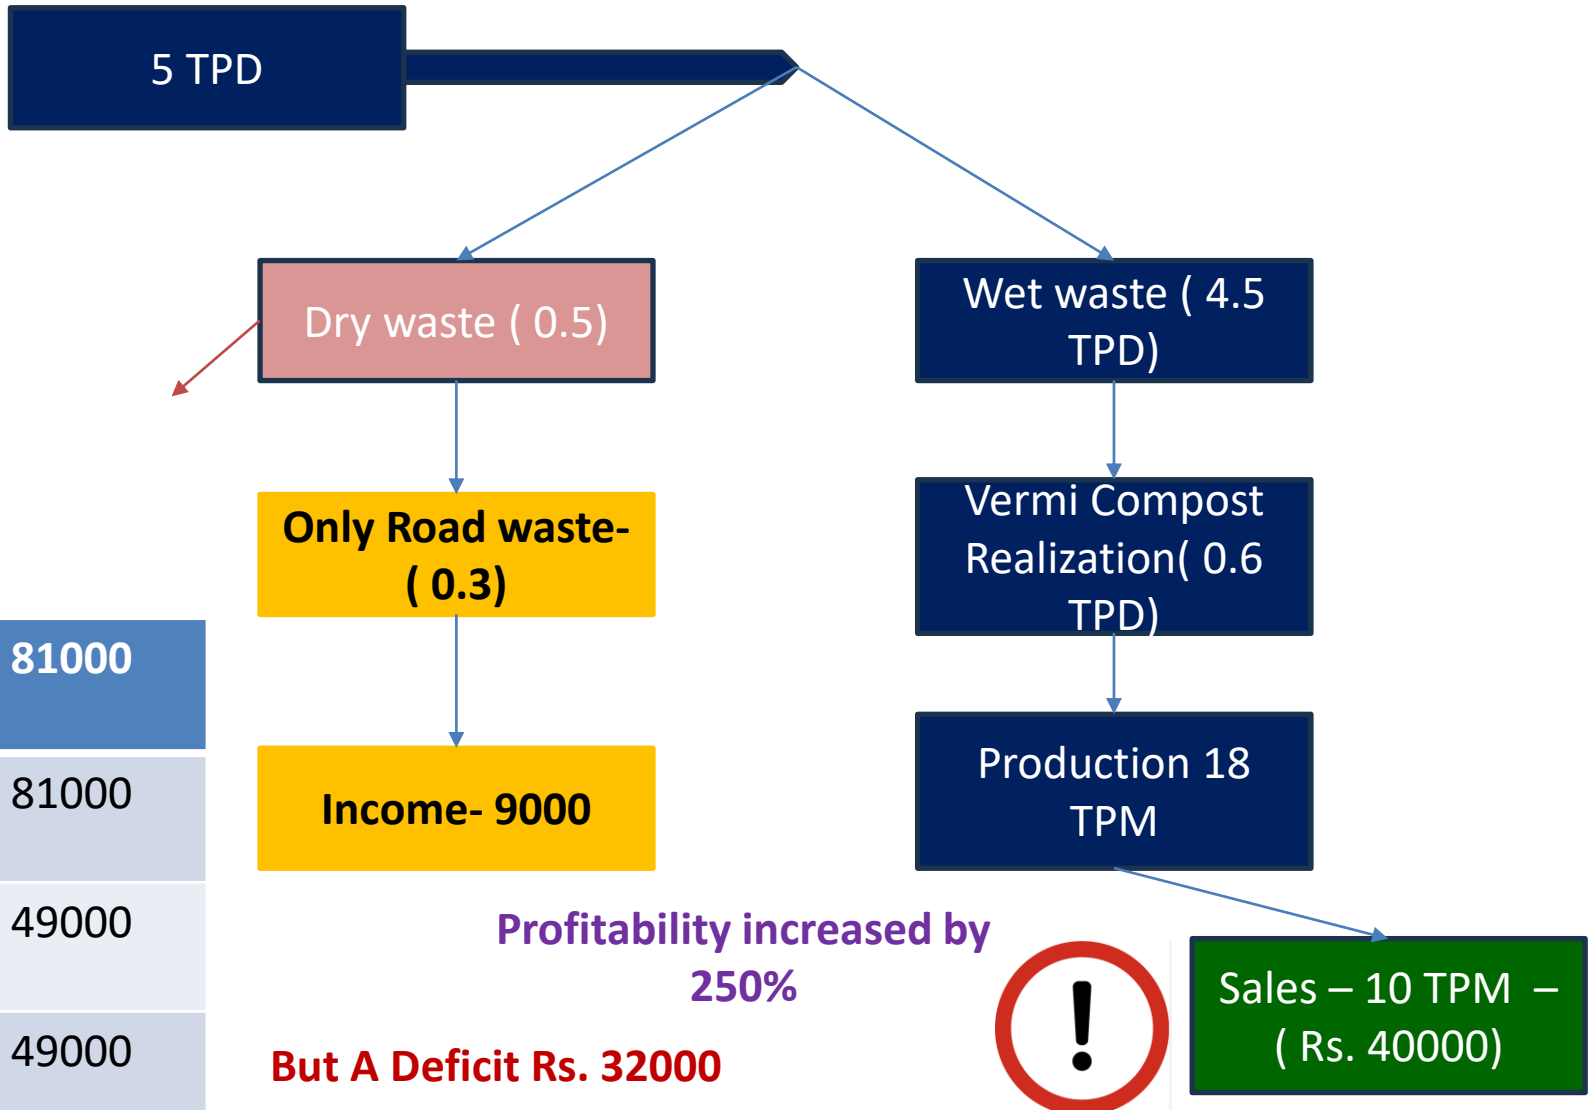 5 TPD
Dry waste ( 0.5)
Wet waste ( 4.5
TPD)
Only Road waste-
( 0.3)
Vermi Compost
Realization( 0.6
TPD)
81000
81000
49000
49000
Income- 9000
Production 18
TPM
Profitability increased by
250%
But A Deficit Rs. 32000
!
Sales – 10 TPM –
( Rs. 40000)